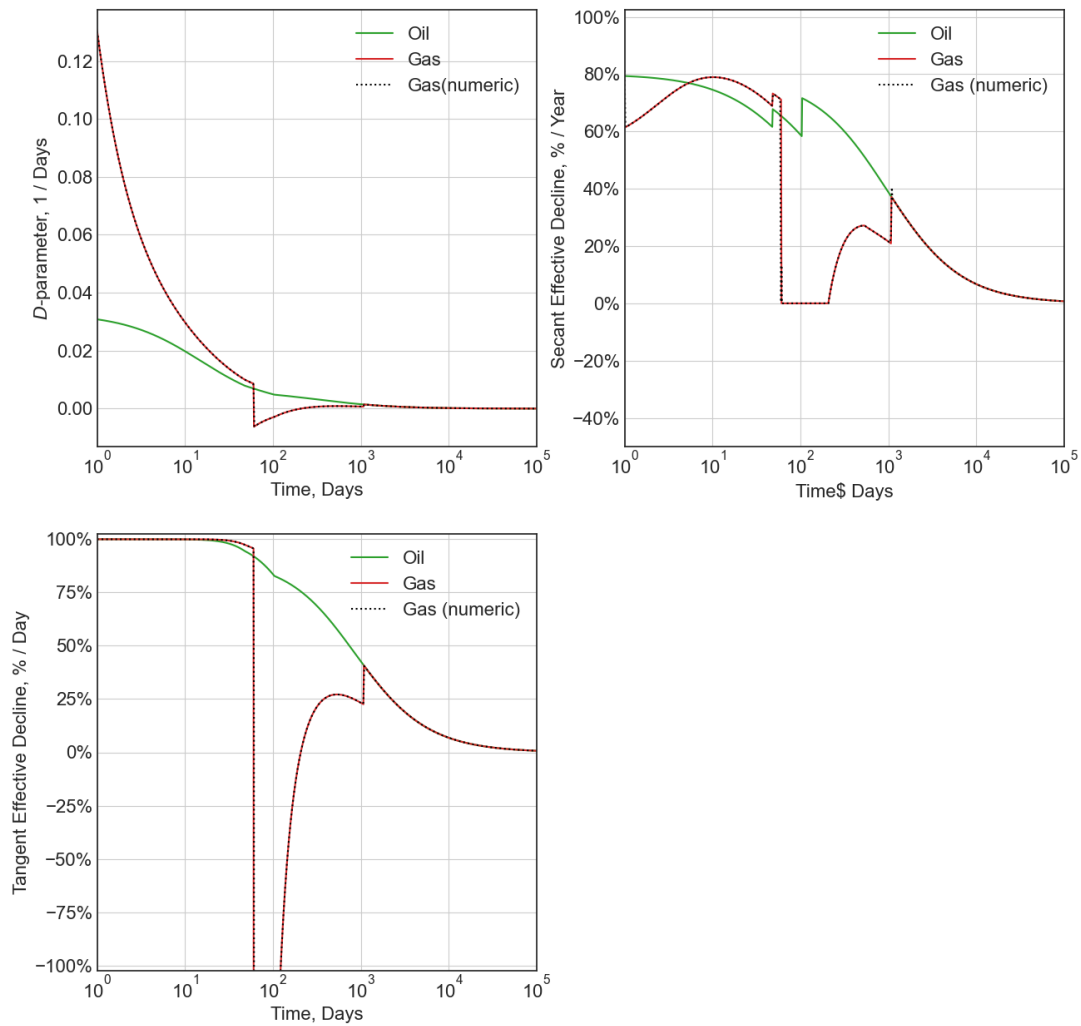 D-parameter, 1 / Days
0.12
0.10
0.08
0.06
0.04
0.02
0.00
Oil
Gas
Gas(numeric)
10^0 10^1 10^2 10^3 10^4 10^5
Time, Days
Secant Effective Decline, % / Year
100%
80%
60%
40%
20%
0%
−20%
−40%
Oil
Gas
Gas (numeric)
10^0 10^1 10^2 10^3 10^4 10^5
Time$ Days
Tangent Effective Decline, % / Day
100%
75%
50%
25%
0%
−25%
−50%
−75%
−100%
Oil
Gas
Gas (numeric)
10^0 10^1 10^2 10^3 10^4 10^5
Time, Days